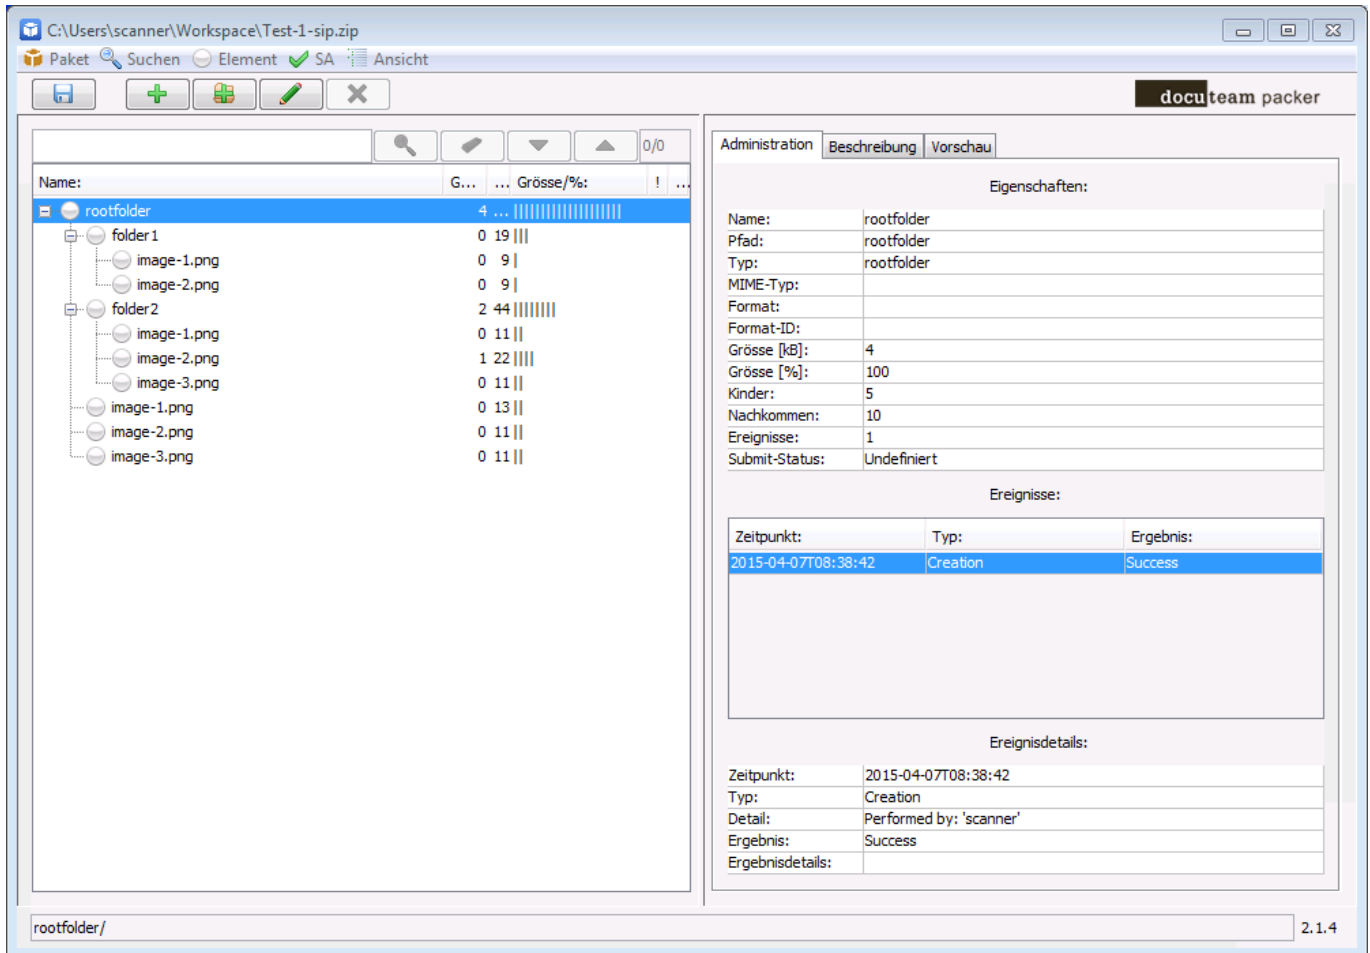 C:\Users\scanner\Workspace\Test-1-sip.zip
Paket Suchen Element SA Ansicht
docuteam packer
0/0
Name: G... ... Grösse/%: ! ...
rootfolder 4 ...
folder1 0 19
image-1.png 0 9
image-2.png 0 9
folder2 2 44
image-1.png 0 11
image-2.png 1 22
image-3.png 0 11
image-1.png 0 13
image-2.png 0 11
image-3.png 0 11
Administration Beschreibung Vorschau
Eigenschaften:
Name: rootfolder
Pfad: rootfolder
Typ: rootfolder
MIME-Typ:
Format:
Format-ID:
Grösse [kB]: 4
Grösse [%]: 100
Kinder: 5
Nachkommen: 10
Ereignisse: 1
Submit-Status: Undefiniert
Ereignisse:
Zeitpunkt: Typ: Ergebnis:
2015-04-07T08:38:42 Creation Success
Ereignisdetails:
Zeitpunkt: 2015-04-07T08:38:42
Typ: Creation
Detail: Performed by: 'scanner'
Ergebnis: Success
Ergebnisdetails:
rootfolder/ 2.1.4